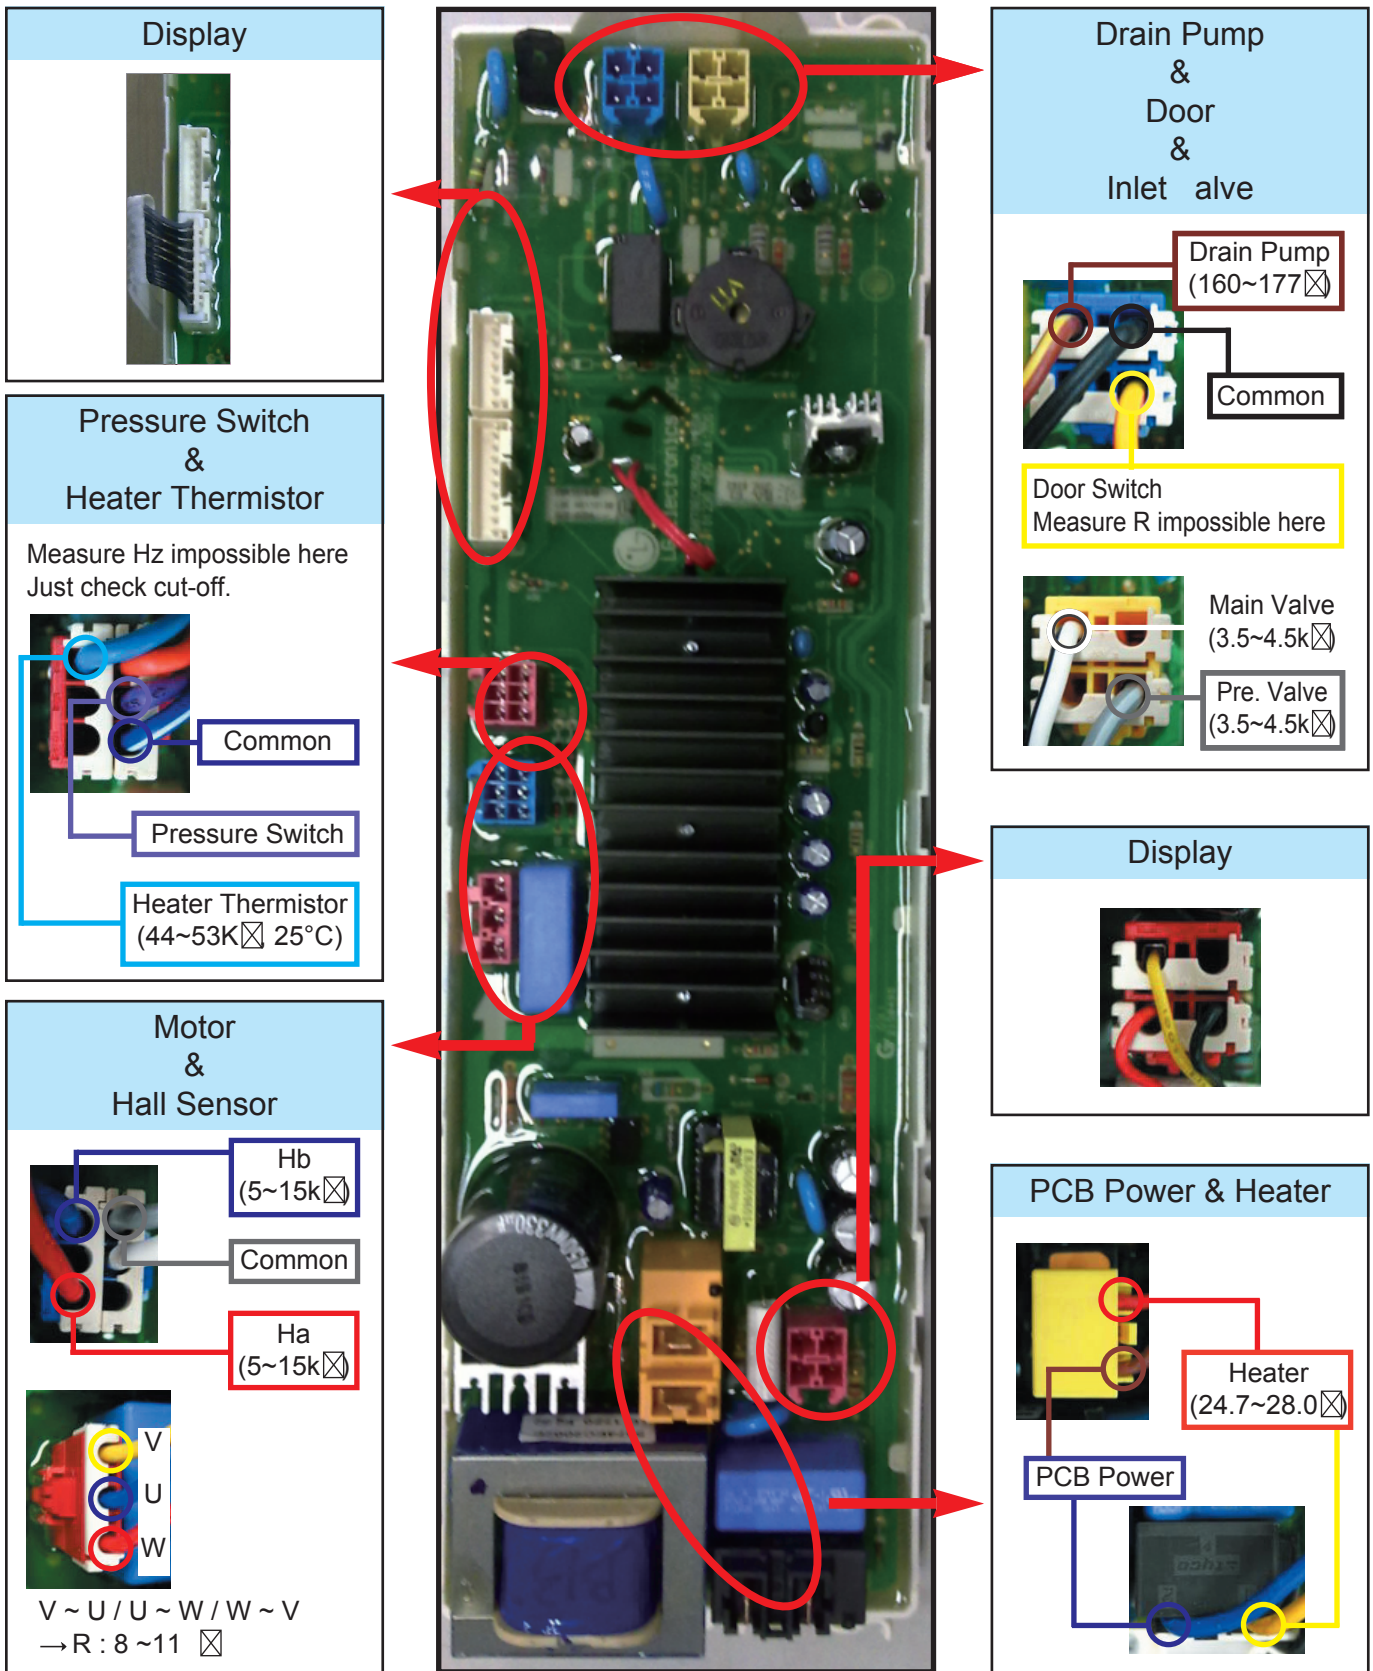 Display
Pressure Switch
&
Heater Thermistor
Measure Hz impossible here
Just check cut-off.
Common
Pressure Switch
Heater Thermistor
(44~53K☒, 25°C)
Motor
&
Hall Sensor
Hb
(5~15k☒)
Common
Ha
(5~15k☒)
V
U
W
V ~ U / U ~ W / W ~ V
→ R : 8 ~11 ☒
Drain Pump
&
Door
&
Inlet alve
Drain Pump
(160~177☒)
Common
Door Switch
Measure R impossible here
Main Valve
(3.5~4.5k☒)
Pre. Valve
(3.5~4.5k☒)
Display
PCB Power & Heater
Heater
(24.7~28.0☒)
PCB Power